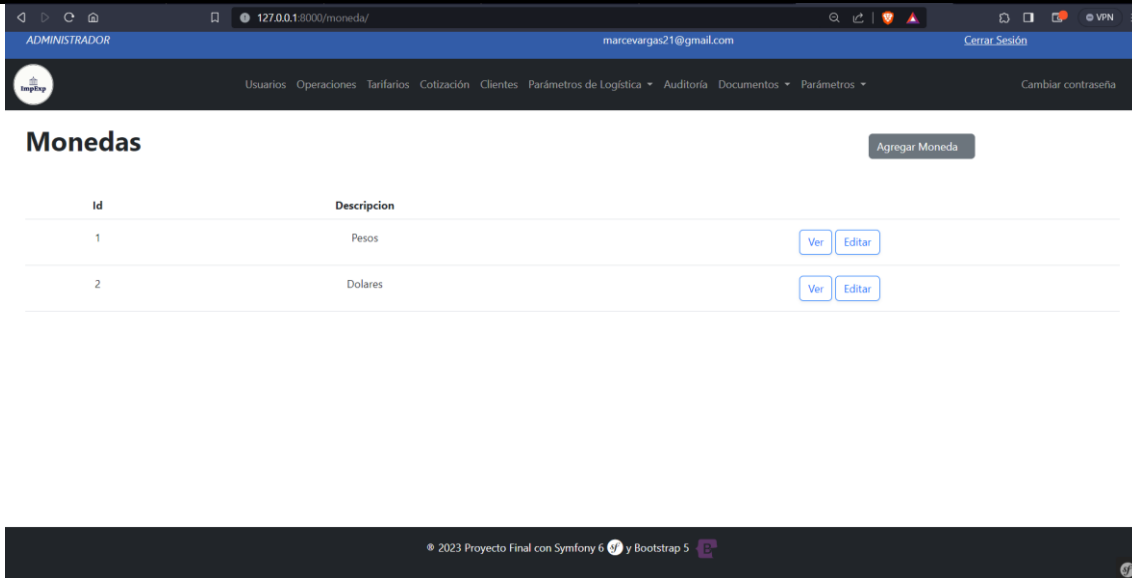 127.0.0.1:8000/moneda/
VPN
ADMINISTRADOR
marcevargas21@gmail.com
Cerrar Sesión
ImpExp
Usuarios Operaciones Tarifarios Cotización Clientes Parámetros de Logística Auditoría Documentos Parámetros
Cambiar contraseña
Monedas
Agregar Moneda
Id Descripcion
1 Pesos Ver Editar
2 Dolares Ver Editar
® 2023 Proyecto Final con Symfony 6 sf y Bootstrap 5 B